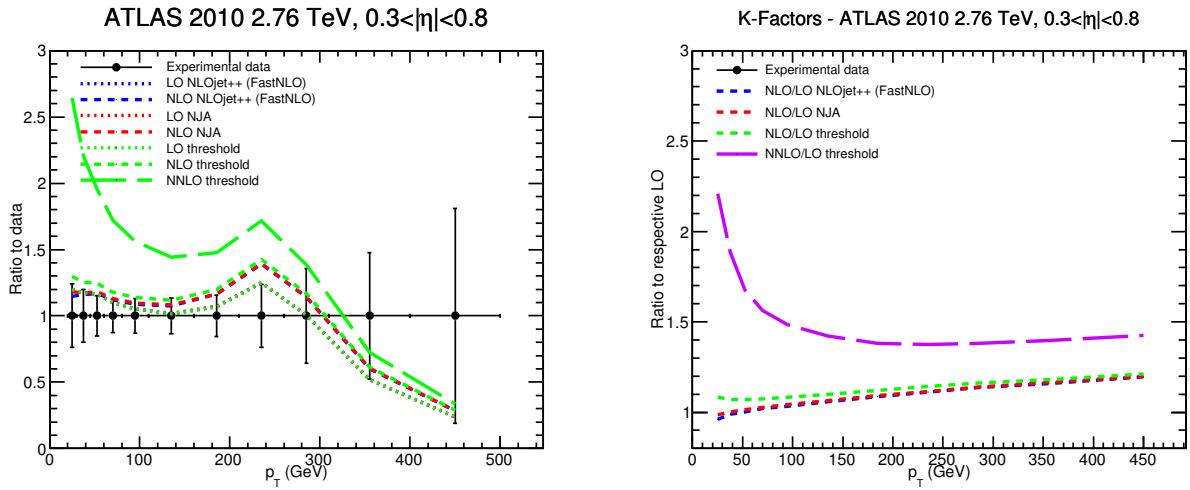 ATLAS 2010 2.76 TeV, 0.3<|η|<0.8
Ratio to data
3
2.5
2
1.5
1
0.5
0
Experimental data
LO NLOjet++ (FastNLO)
NLO NLOjet++ (FastNLO)
LO NJA
NLO NJA
LO threshold
NLO threshold
NNLO threshold
0 100 200 300 400 500
p_T (GeV)
K-Factors - ATLAS 2010 2.76 TeV, 0.3<|η|<0.8
Ratio to respective LO
3
2.5
2
1.5
1
Experimental data
NLO/LO NLOjet++ (FastNLO)
NLO/LO NJA
NLO/LO threshold
NNLO/LO threshold
0 50 100 150 200 250 300 350 400 450
p_T (GeV)